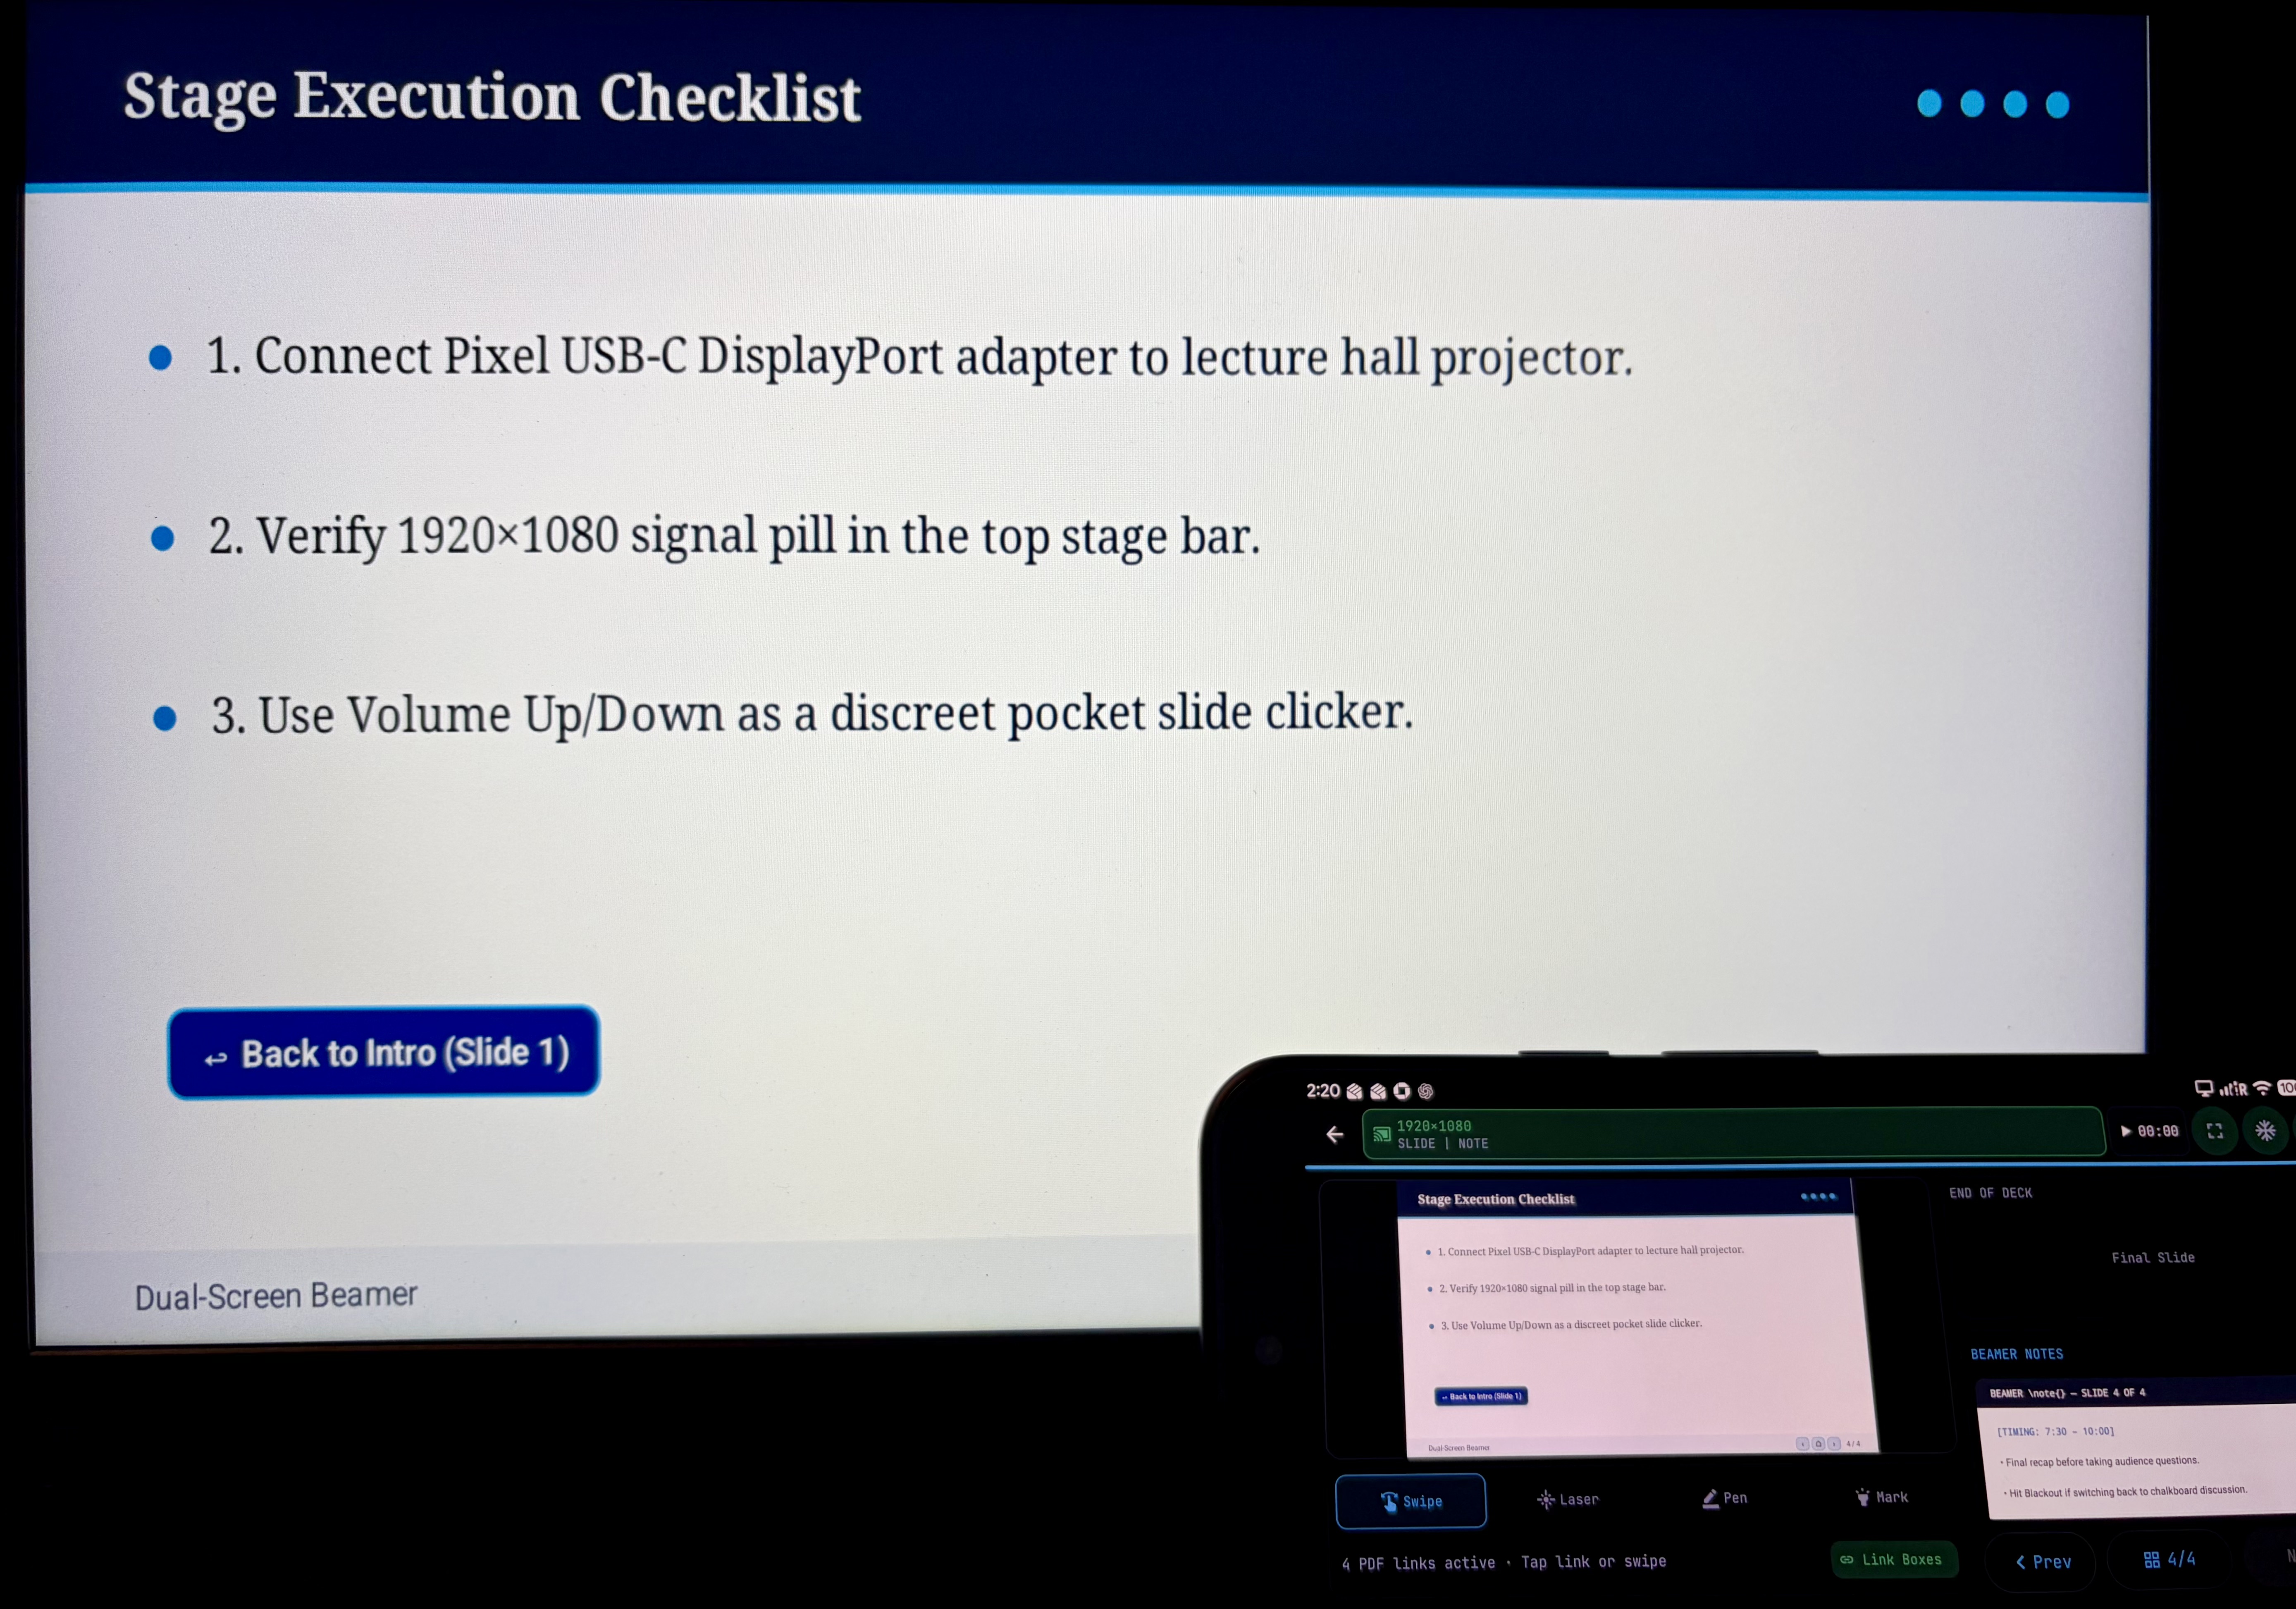 Stage Execution Checklist
1. Connect Pixel USB-C DisplayPort adapter to lecture hall projector.
2. Verify 1920×1080 signal pill in the top stage bar.
3. Use Volume Up/Down as a discreet pocket slide clicker.
↩ Back to Intro (Slide 1)
Dual-Screen Beamer
2:20
R
1920×1080
SLIDE | NOTE
00:00
Stage Execution Checklist
1. Connect Pixel USB-C DisplayPort adapter to lecture hall projector.
2. Verify 1920×1080 signal pill in the top stage bar.
3. Use Volume Up/Down as a discreet pocket slide clicker.
↩ Back to Intro (Slide 1)
Dual-Screen Beamer
4/4
END OF DECK
Final Slide
BEAMER NOTES
BEAMER \note{} — SLIDE 4 OF 4
[TIMING: 7:30 - 10:00]
• Final recap before taking audience questions.
• Hit Blackout if switching back to chalkboard discussion.
Swipe
Laser
Pen
Mark
4 PDF links active · Tap link or swipe
Link Boxes
Prev
4/4